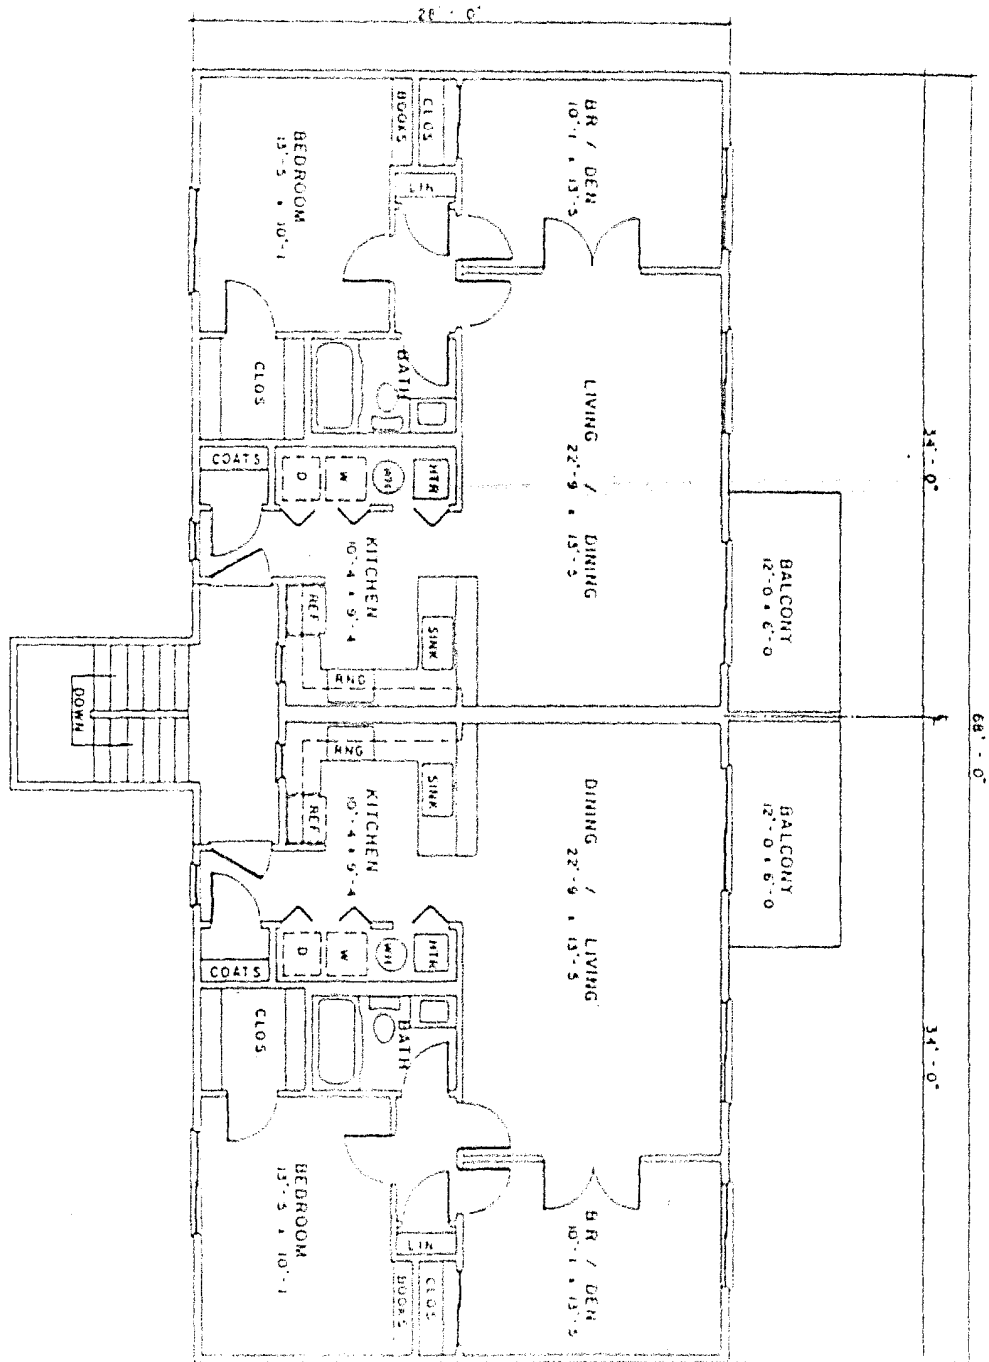 28'-0"
BEDROOM
13'-5 x 10'-1
BOOKS
CLOS
LIN
BR / DEN
10'-1 x 13'-5
CLOS
BATH
LIVING / DINING
22'-9 x 13'-5
34'-0"
COATS
D
W
WH
HTR
KITCHEN
10'-4 x 9'-4
REF
SINK
RNG
BALCONY
12'-0 x 6'-0
DOWN
68'-0"
RNG
SINK
REF
KITCHEN
10'-4 x 9'-4
DINING / LIVING
22'-9 x 13'-5
BALCONY
12'-0 x 6'-0
COATS
D
W
WH
HTR
CLOS
BATH
34'-0"
BEDROOM
13'-5 x 10'-1
LIN
BOOKS
CLOS
BR / DEN
10'-1 x 13'-5